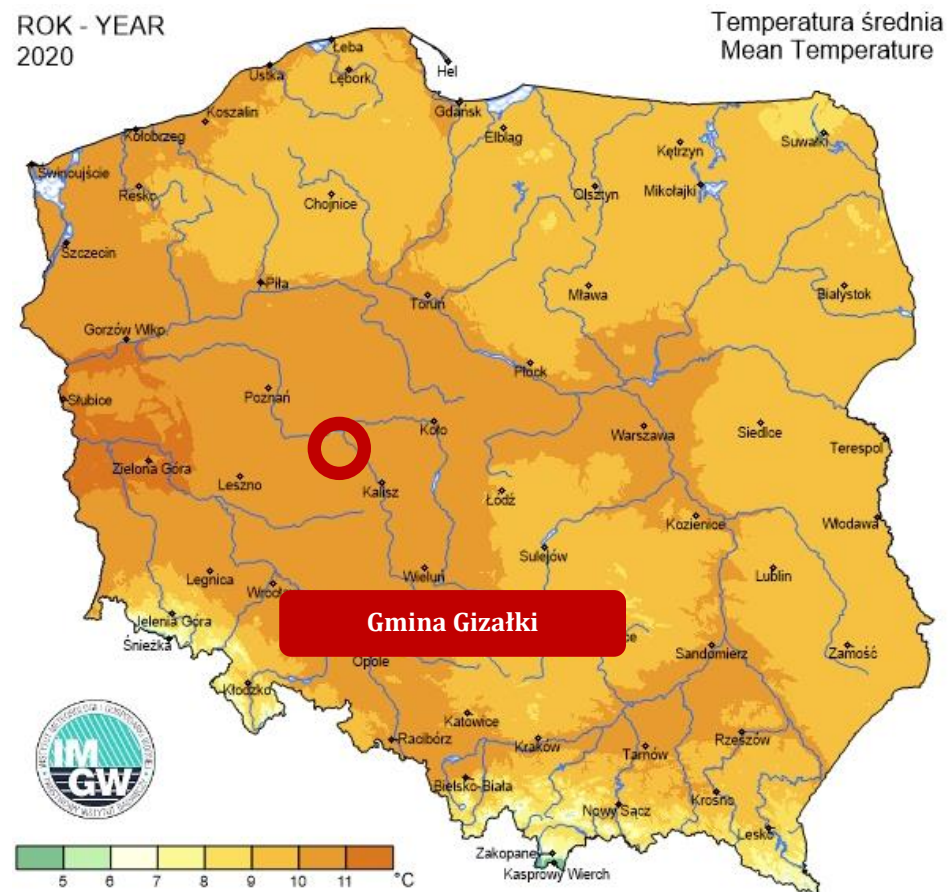 ROK - YEAR
2020
Temperatura średnia
Mean Temperature
Łeba
Hel
Ustka
Lębork
Gdańsk
Koszalin
Elbląg
Kołobrzeg
Kętrzyn
Suwałki
Świnoujście
Resko
Chojnice
Olsztyn
Mikołajki
Szczecin
Piła
Toruń
Mława
Białystok
Gorzów Wlkp.
Płock
Słubice
Poznań
Koło
Warszawa
Siedlce
Terespol
Zielona Góra
Leszno
Kalisz
Łódź
Kozienice
Włodawa
Sulejów
Legnica
Wieluń
Lublin
Jelenia Góra
Gmina Gizałki
Śnieżka
Sandomierz
Zamość
Opole
Kłodzko
Katowice
Racibórz
Kraków
Tarnów
Rzeszów
IM
GW
Bielsko-Biała
Nowy Sącz
Krosno
Lesko
Zakopane
Kasprowy Wierch
5 6 7 8 9 10 11 °C